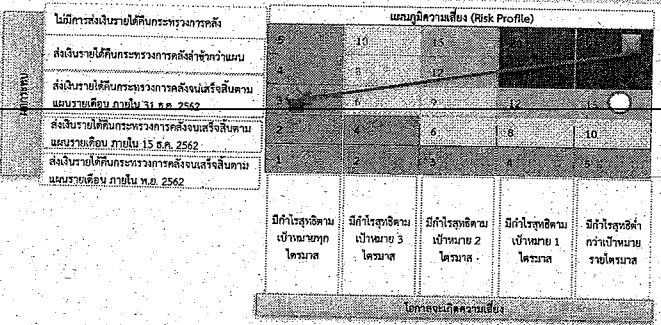 แผนภูมิความเสี่ยง (Risk Profile)
ผลกระทบ
ไม่มีการส่งเงินรายได้คืนกระทรวงการคลัง
5 10 15
ส่งเงินรายได้คืนกระทรวงการคลังล่าช้ากว่าแผน
4 8 12
ส่งเงินรายได้คืนกระทรวงการคลังจนเสร็จสิ้นตาม
แผนรายเดือน ภายใน 31 ธ.ค. 2562
3 6 9 12 15
ส่งเงินรายได้คืนกระทรวงการคลังจนเสร็จสิ้นตาม
แผนรายเดือน ภายใน 15 ธ.ค. 2562
2 4 6 8 10
ส่งเงินรายได้คืนกระทรวงการคลังจนเสร็จสิ้นตาม
แผนรายเดือน ภายใน พ.ย. 2562
1 2 3 4
มีกำไรสุทธิตาม
เป้าหมายทุก
ไตรมาส
มีกำไรสุทธิตาม
เป้าหมาย 3
ไตรมาส
มีกำไรสุทธิตาม
เป้าหมาย 2
ไตรมาส
มีกำไรสุทธิตาม
เป้าหมาย 1
ไตรมาส
มีกำไรสุทธิต่ำ
กว่าเป้าหมาย
รายไตรมาส
โอกาสจะเกิดความเสี่ยง